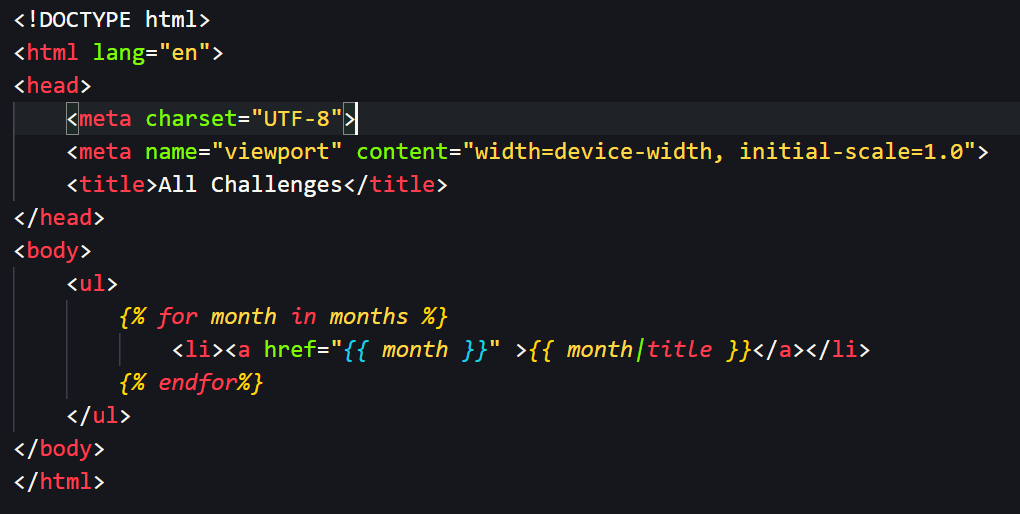 <!DOCTYPE html>
<html lang="en">
<head>
    <meta charset="UTF-8">
    <meta name="viewport" content="width=device-width, initial-scale=1.0">
    <title>All Challenges</title>
</head>
<body>
    <ul>
        {% for month in months %}
            <li><a href="{{ month }}" >{{ month|title }}</a></li>
        {% endfor%}
    </ul>
</body>
</html>